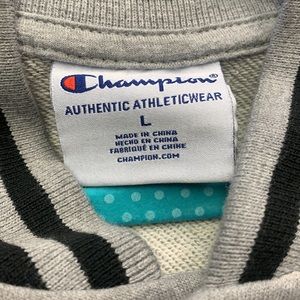 Champion®
AUTHENTIC ATHLETICWEAR
L
MADE IN CHINA
HECHO EN CHINA
FABRIQUÉ EN CHINE
CHAMPION.COM